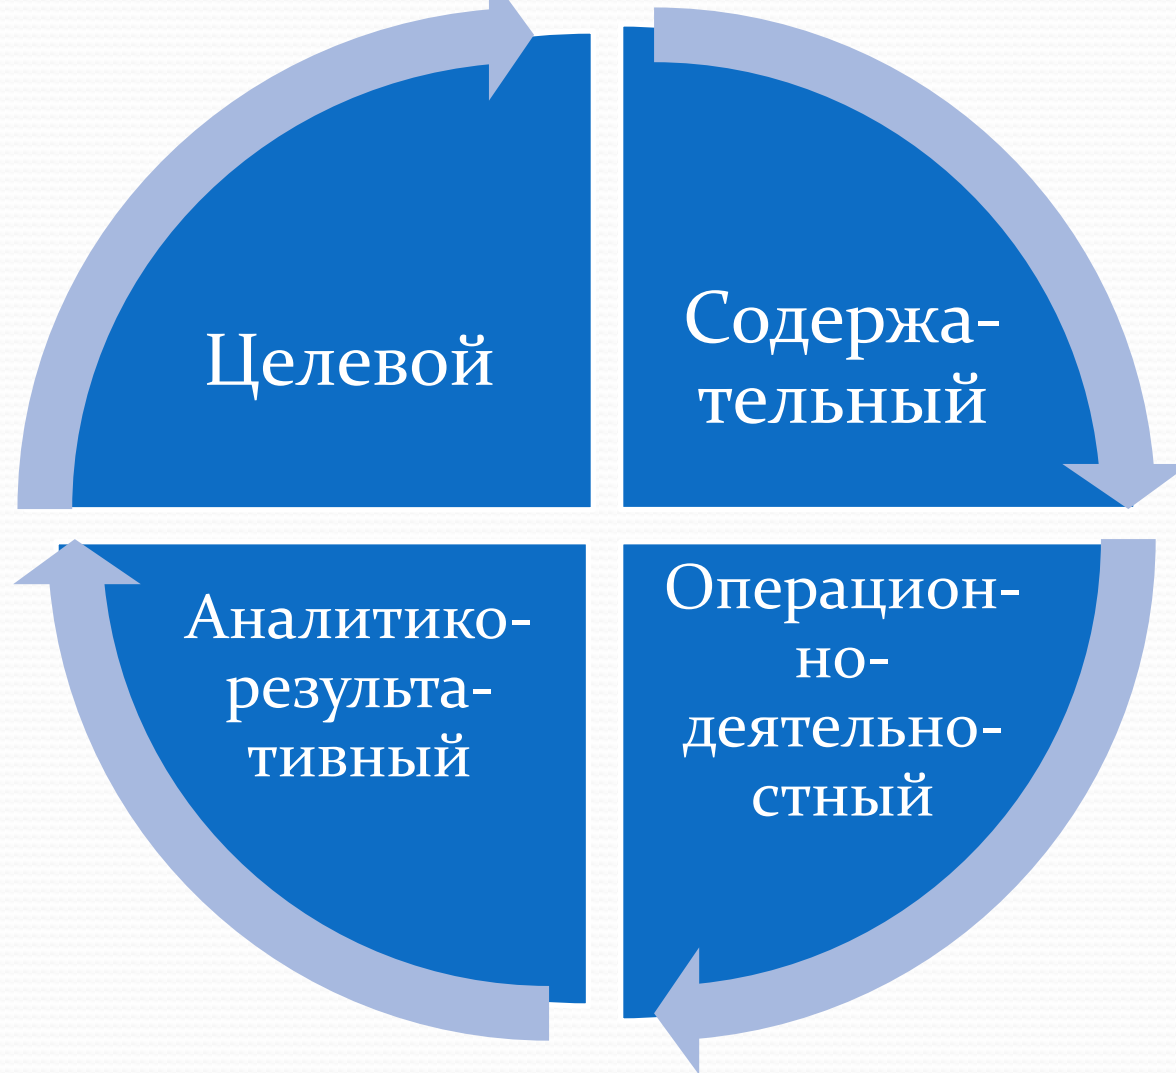 Целевой
Содержа-
тельный
Аналитико-
результа-
тивный
Операцион-
но-
деятельно-
стный